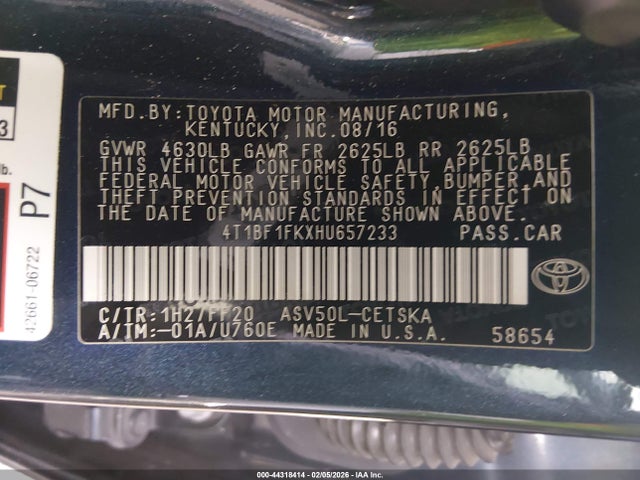 MFD.BY:TOYOTA MOTOR MANUFACTURING,
KENTUCKY,INC.08/16
GVWR 4630LB GAWR FR 2625LB RR 2625LB
THIS VEHICLE CONFORMS TO ALL APPLICABLE
FEDERAL MOTOR VEHICLE SAFETY,BUMPER,AND
THEFT PREVENTION STANDARDS IN EFFECT ON
THE DATE OF MANUFACTURE SHOWN ABOVE.
4T1BF1FKXHU657233 PASS.CAR
C/TR:1H27/FF20 ASV50L-CETSKA
A/TM:-01A/U760E MADE IN U.S.A. 58654
T
3
lb.
P7
42661-06722
000-44318414 - 02/05/2026 - IAA Inc.